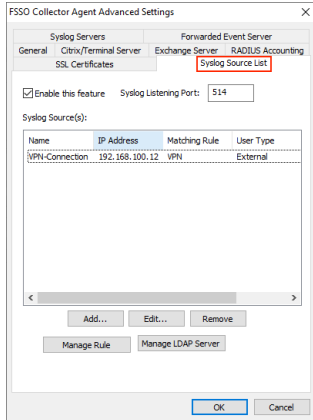 FSSO Collector Agent Advanced Settings
Syslog Servers Forwarded Event Server
General Citrix/Terminal Server Exchange Server RADIUS Accounting
SSL Certificates Syslog Source List
Enable this feature Syslog Listening Port: 514
Syslog Source(s):
Name IP Address Matching Rule User Type
VPN-Connection 192.168.100.12 VPN External
Add... Edit... Remove
Manage Rule Manage LDAP Server
OK Cancel